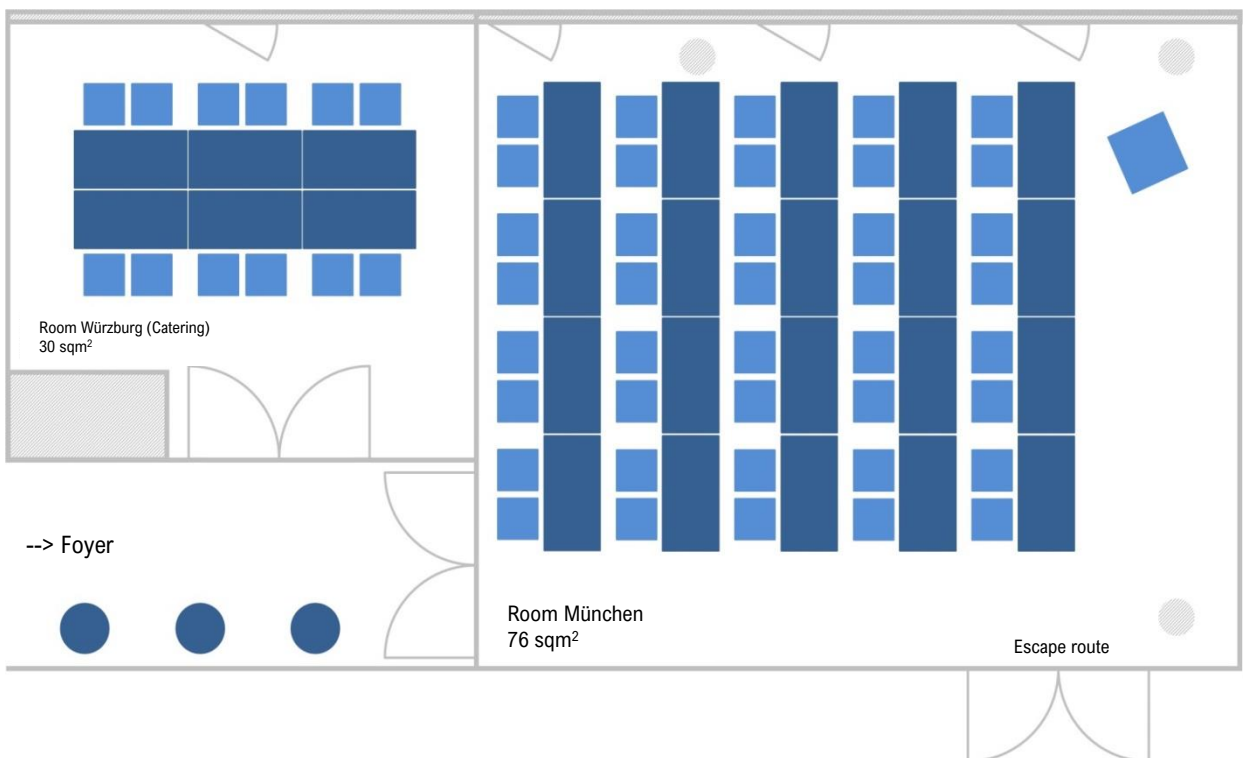 Room Würzburg (Catering)
30 sqm²
--> Foyer
Room München
76 sqm²
Escape route